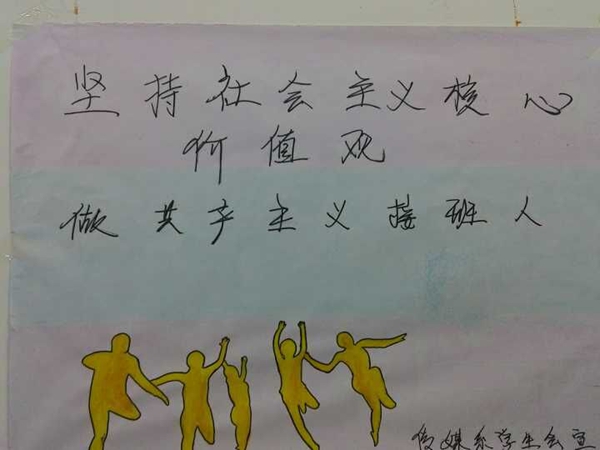 坚持社会主义核心
价值观
做共产主义接班人
传媒系学生会宣